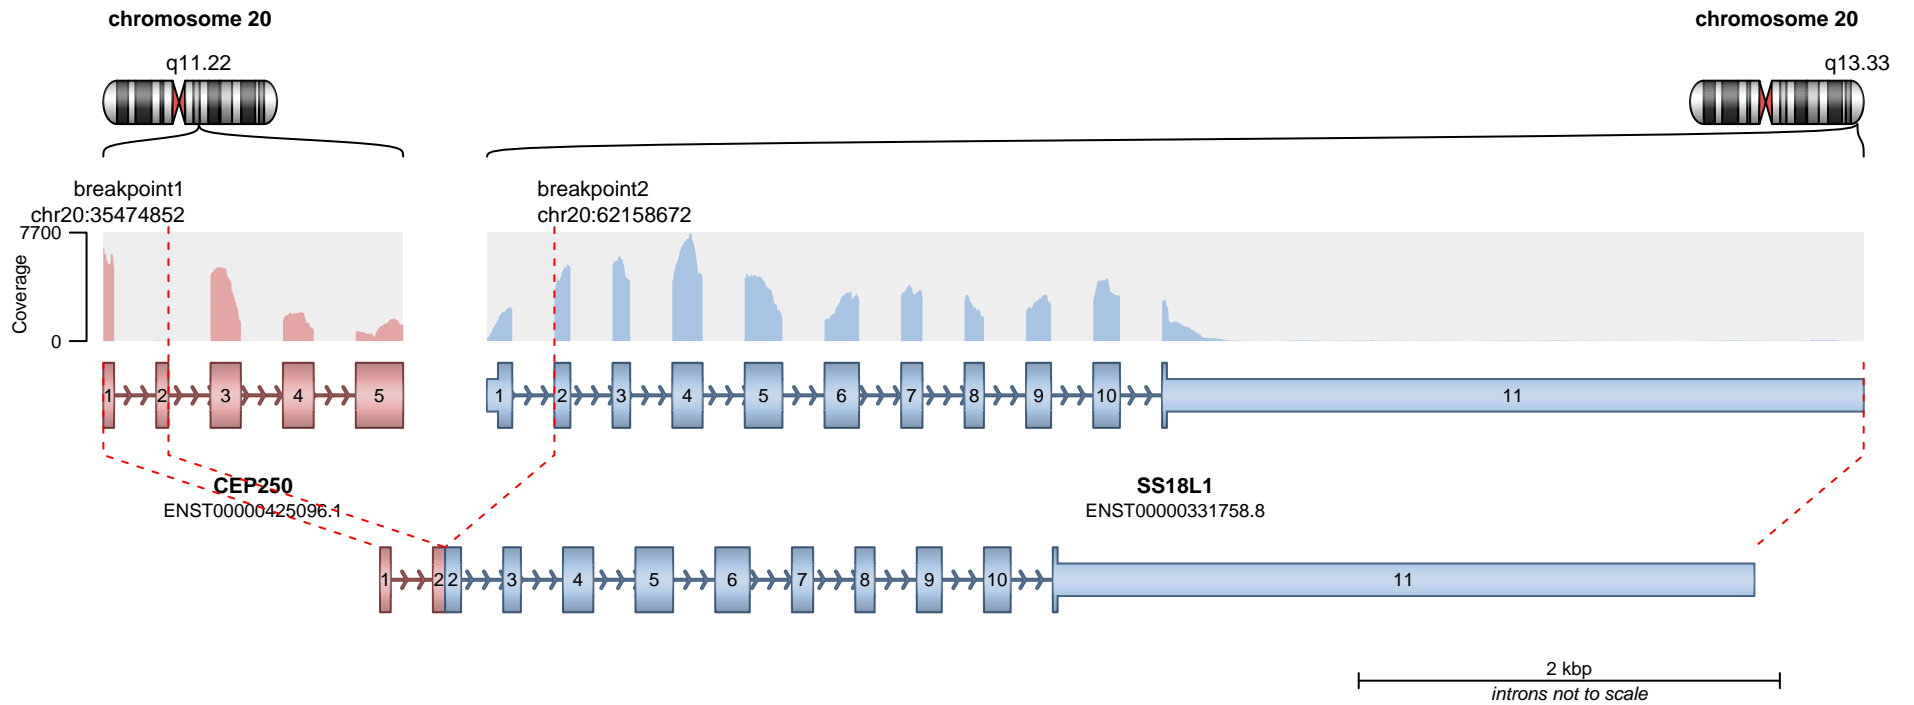 chromosome 20
chromosome 20
q11.22
q13.33
breakpoint1
chr20:35474852
breakpoint2
chr20:62158672
7700
Coverage
0
1 2 3 4 5
1 2 3 4 5 6 7 8 9 10 11
CEP250
ENST00000425096.1
SS18L1
ENST00000331758.8
1 2 2 3 4 5 6 7 8 9 10 11
2 kbp
introns not to scale